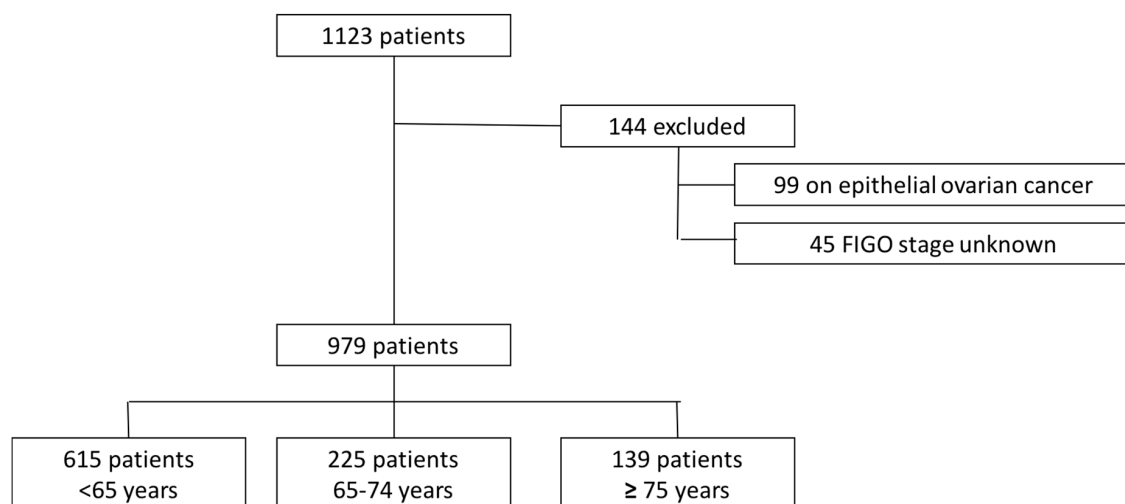 1123 patients
144 excluded
99 on epithelial ovarian cancer
45 FIGO stage unknown
979 patients
615 patients
<65 years
225 patients
65-74 years
139 patients
≥ 75 years